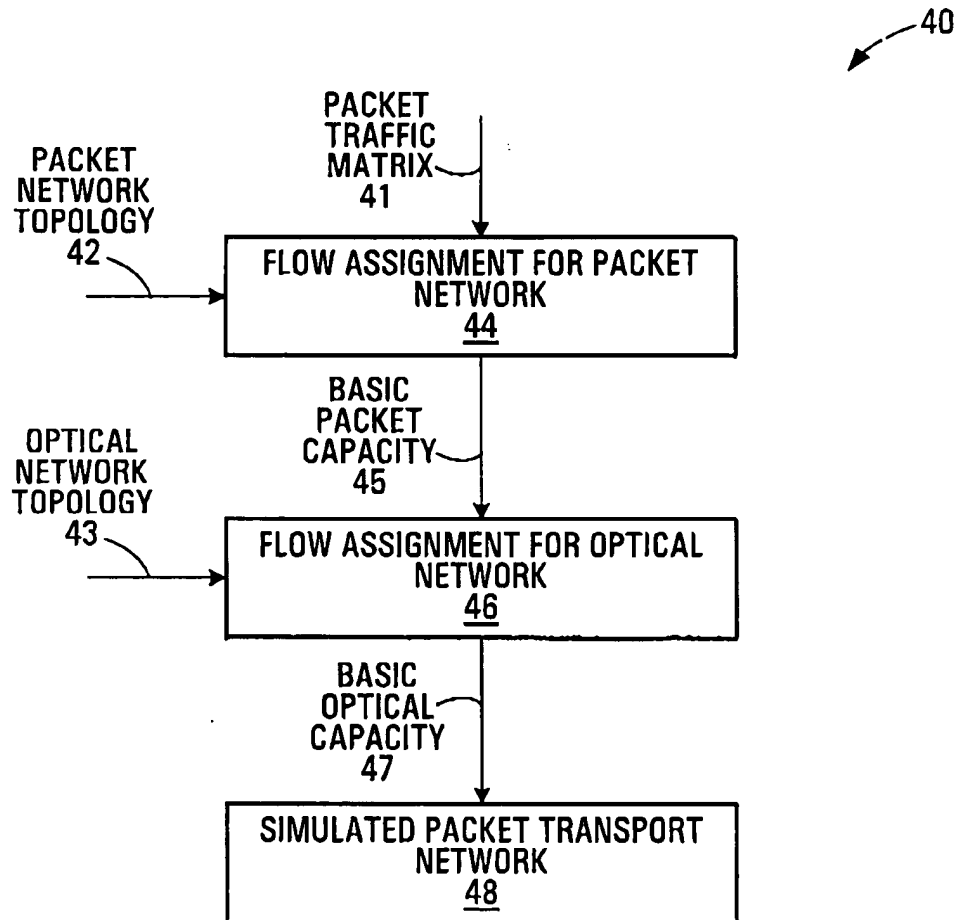 40
PACKET
TRAFFIC
MATRIX
41
PACKET
NETWORK
TOPOLOGY
42
FLOW ASSIGNMENT FOR PACKET
NETWORK
44
BASIC
PACKET
CAPACITY
45
OPTICAL
NETWORK
TOPOLOGY
43
FLOW ASSIGNMENT FOR OPTICAL
NETWORK
46
BASIC
OPTICAL
CAPACITY
47
SIMULATED PACKET TRANSPORT
NETWORK
48